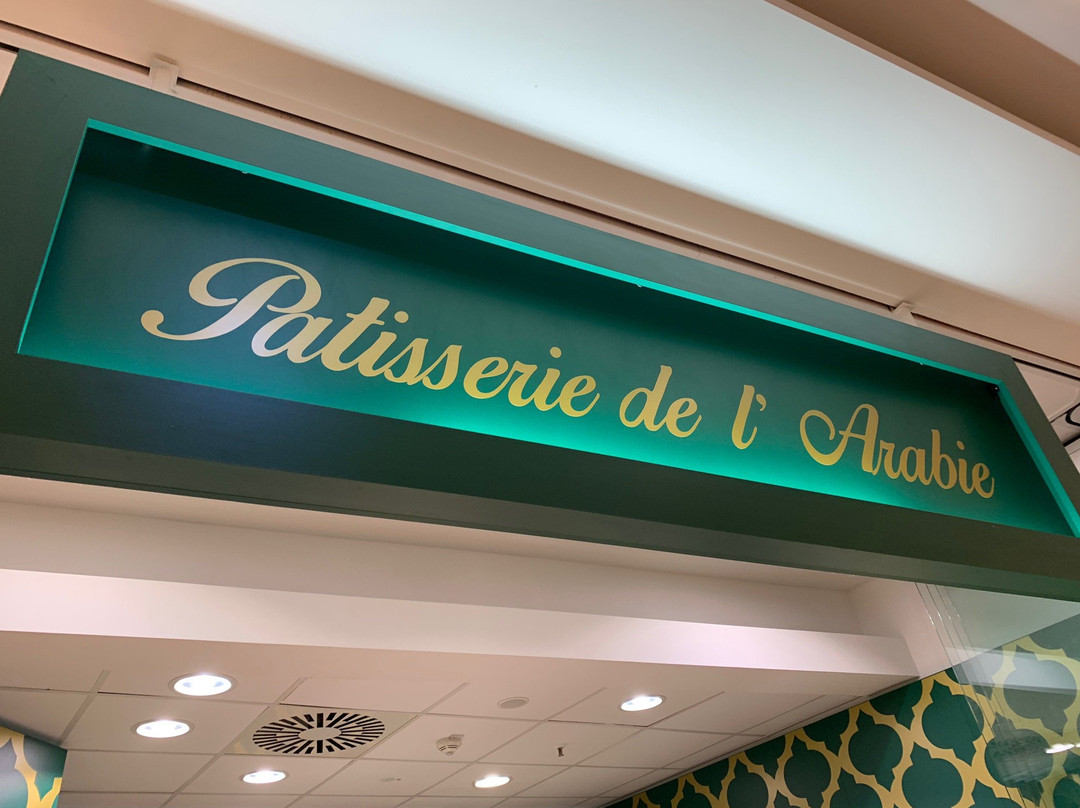 Patisserie de l' Arabie